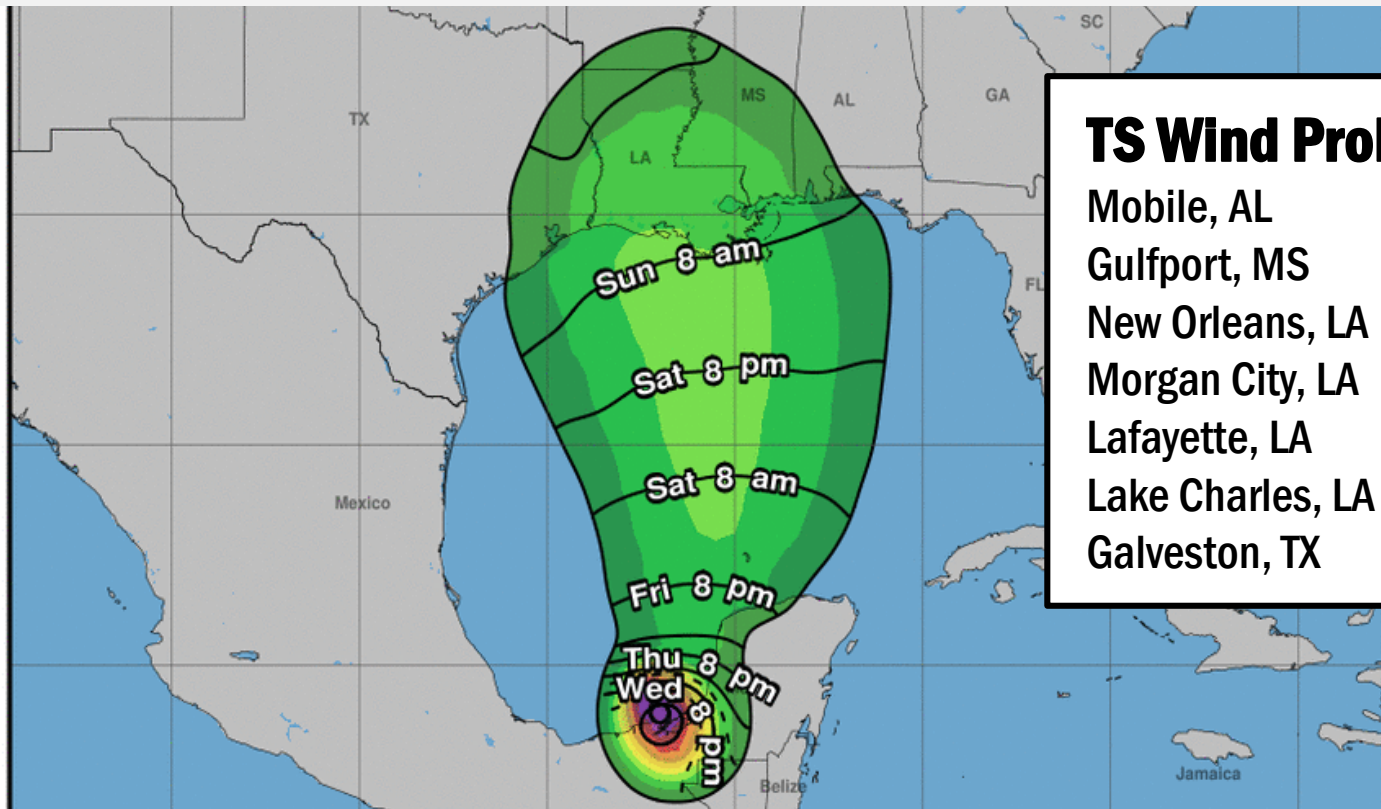 SC
TX
MS
AL
GA
LA
FL
Sun 8 am
Sat 8 pm
Sat 8 am
Fri 8 pm
Thu 8 pm
Wed 8 pm
Mexico
Belize
Jamaica
TS Wind
Mobile, AL
Gulfport, MS
New Orleans, LA
Morgan City, LA
Lafayette, LA
Lake Charles, LA
Galveston, TX